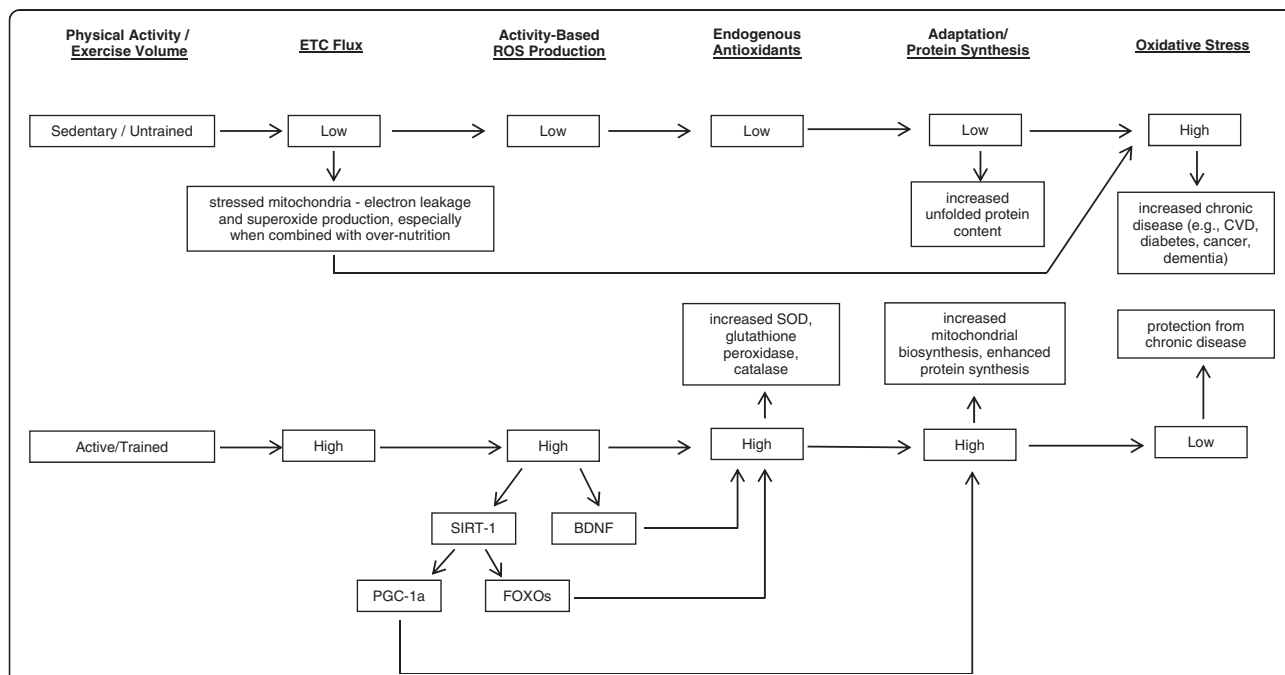 Physical Activity /
Exercise Volume
ETC Flux
Activity-Based
ROS Production
Endogenous
Antioxidants
Adaptation/
Protein Synthesis
Oxidative Stress
Sedentary / Untrained
Low
Low
Low
Low
High
stressed mitochondria - electron leakage
and superoxide production, especially
when combined with over-nutrition
increased
unfolded protein
content
increased chronic
disease (e.g., CVD,
diabetes, cancer,
dementia)
increased SOD,
glutathione
peroxidase,
catalase
increased
mitochondrial
biosynthesis, enhanced
protein synthesis
protection from
chronic disease
Active/Trained
High
High
High
High
Low
SIRT-1
BDNF
PGC-1a
FOXOs